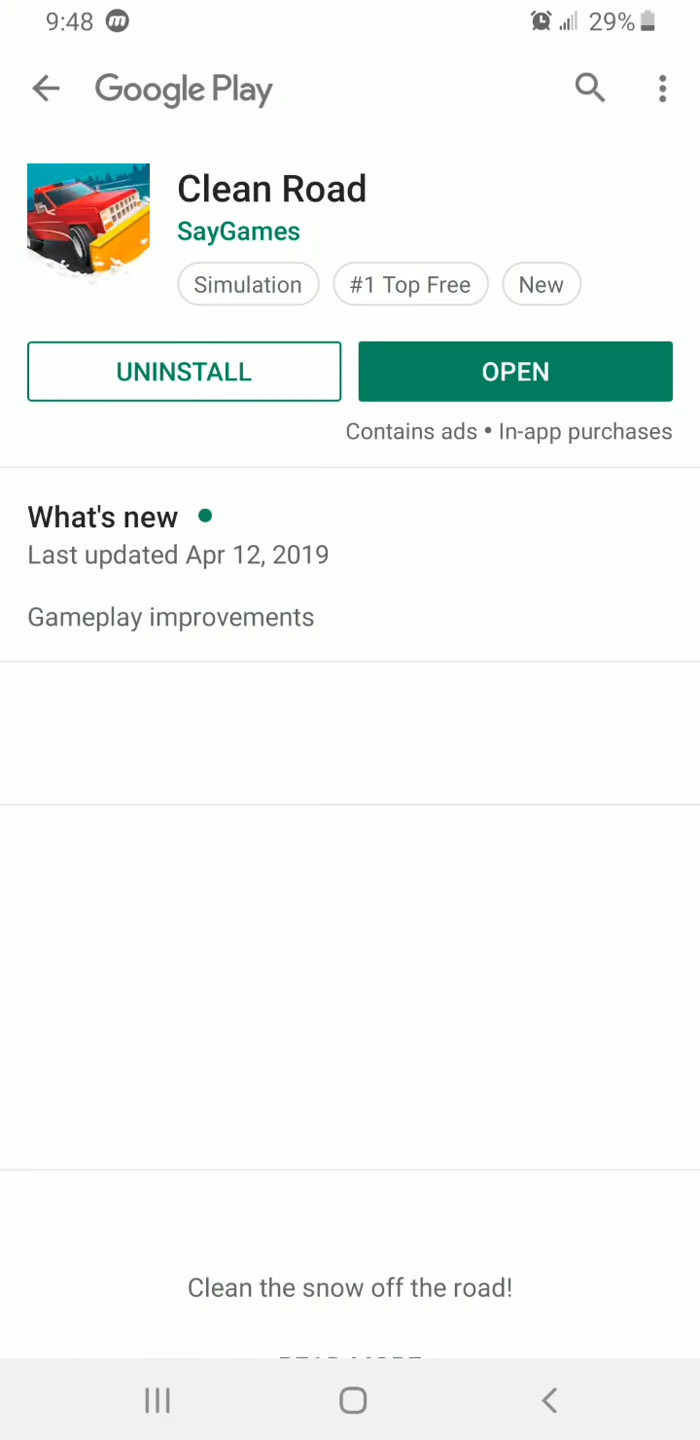 9:48 m 29%
Google Play
Clean Road
SayGames
Simulation #1 Top Free New
UNINSTALL OPEN
Contains ads • In-app purchases
What's new
Last updated Apr 12, 2019
Gameplay improvements
Clean the snow off the road!